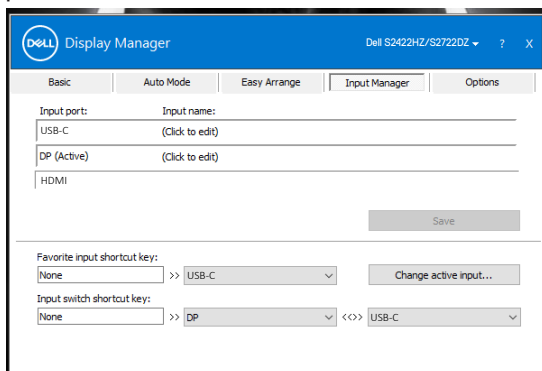 DELL Display Manager Dell S2422HZ/S2722DZ ? X
Basic Auto Mode Easy Arrange Input Manager Options
Input port: Input name:
USB-C (Click to edit)
DP (Active) (Click to edit)
HDMI
Save
Favorite input shortcut key:
None >> USB-C Change active input...
Input switch shortcut key:
None >> DP <<>> USB-C